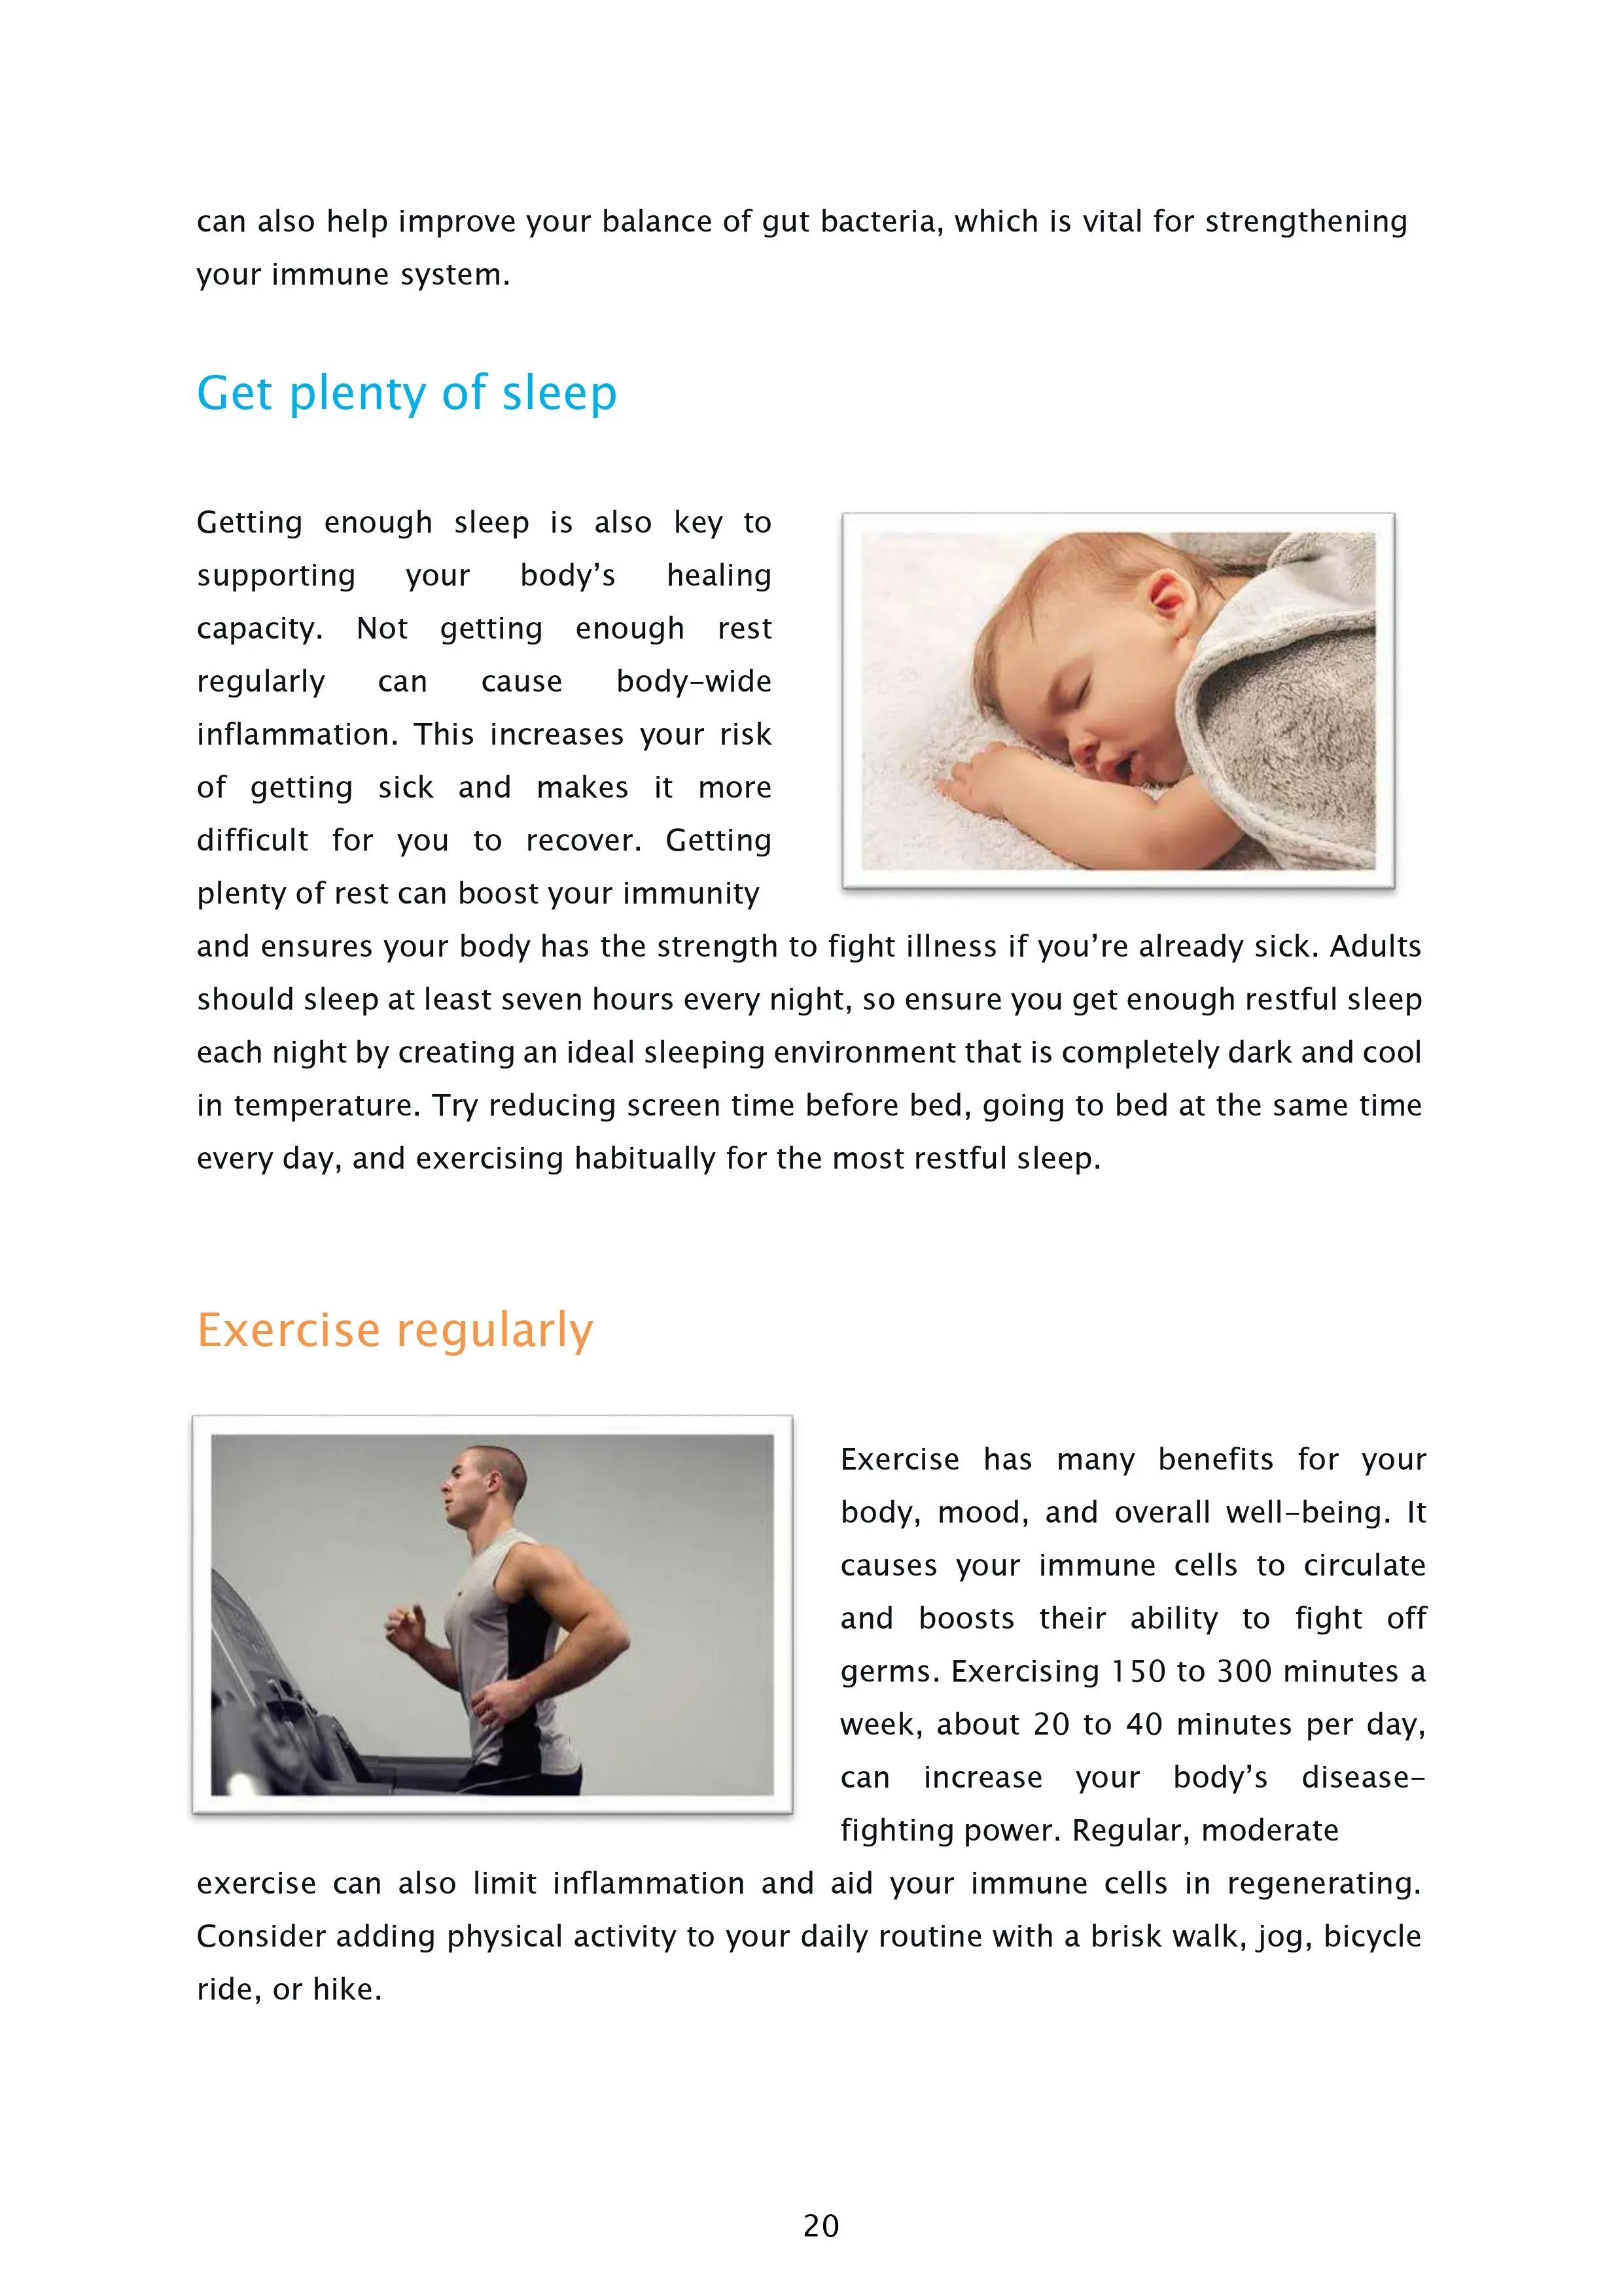 can also help improve your balance of gut bacteria, which is vital for strengthening
your immune system.
Get plenty of sleep
Getting enough sleep is also key to
supporting your body’s healing
capacity. Not getting enough rest
regularly can cause body-wide
inflammation. This increases your risk
of getting sick and makes it more
difficult for you to recover. Getting
plenty of rest can boost your immunity
and ensures your body has the strength to fight illness if you’re already sick. Adults
should sleep at least seven hours every night, so ensure you get enough restful sleep
each night by creating an ideal sleeping environment that is completely dark and cool
in temperature. Try reducing screen time before bed, going to bed at the same time
every day, and exercising habitually for the most restful sleep.
Exercise regularly
Exercise has many benefits for your
body, mood, and overall well-being. It
causes your immune cells to circulate
and boosts their ability to fight off
germs. Exercising 150 to 300 minutes a
week, about 20 to 40 minutes per day,
can increase your body’s disease-
fighting power. Regular, moderate
exercise can also limit inflammation and aid your immune cells in regenerating.
Consider adding physical activity to your daily routine with a brisk walk, jog, bicycle
ride, or hike.
20